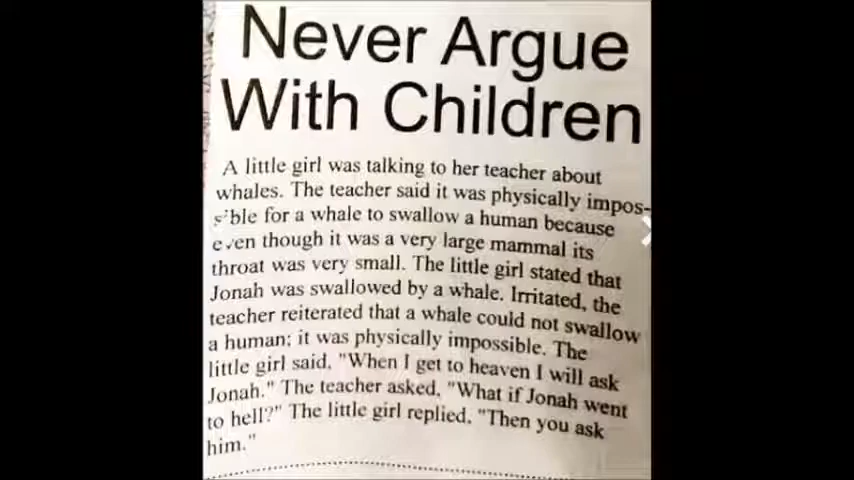 Never Argue
With Children
A little girl was talking to her teacher about
whales. The teacher said it was physically impos-
sible for a whale to swallow a human because
even though it was a very large mammal its
throat was very small. The little girl stated that
Jonah was swallowed by a whale. Irritated, the
teacher reiterated that a whale could not swallow
a human; it was physically impossible. The
little girl said, "When I get to heaven I will ask
Jonah." The teacher asked, "What if Jonah went
to hell?" The little girl replied, "Then you ask
him."